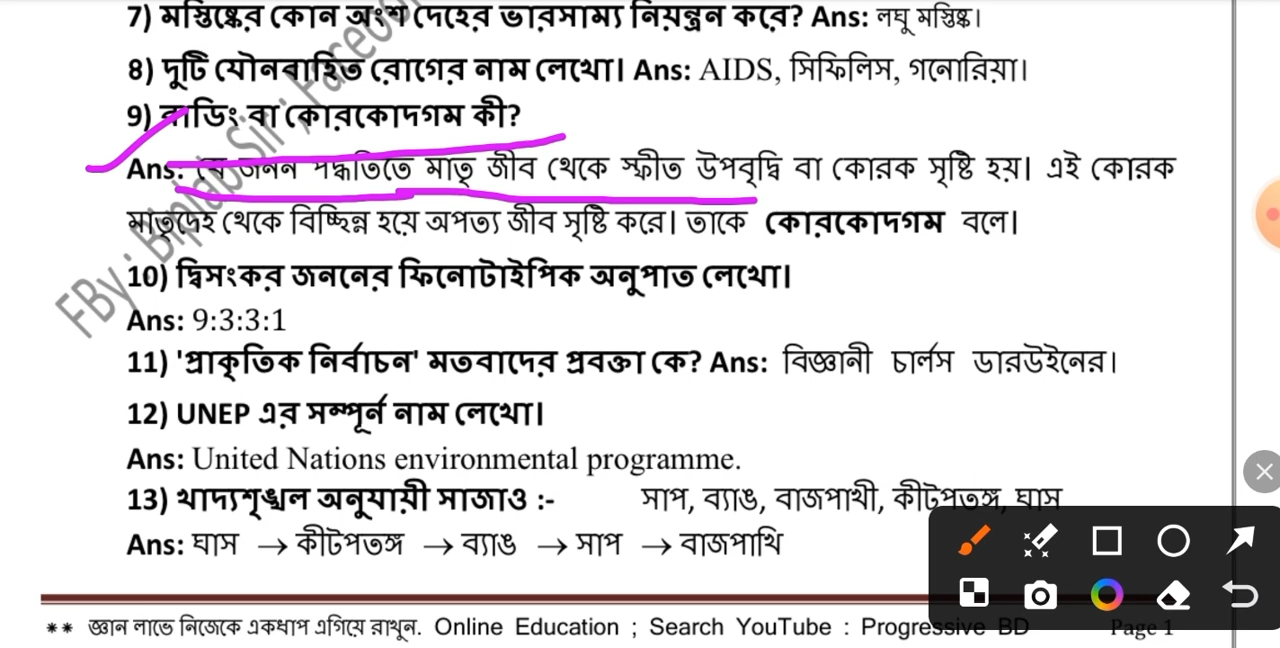 7) মস্তিষ্কের কোন অংশ দেহের ভারসাম্য নিয়ন্ত্রন করে? Ans: লঘু মস্তিষ্ক।
8) দুটি যৌনবাহিত রোগের নাম লেখো। Ans: AIDS, সিফিলিস, গনোরিয়া।
9) বাডিং বা কোরকোদগম কী?
Ans: যে জনন পদ্ধতিতে মাতৃ জীব থেকে স্ফীত উপবৃদ্বি বা কোরক সৃষ্টি হয়। এই কোরক
মাতৃদেহ থেকে বিচ্ছিন্ন হয়ে অপত্য জীব সৃষ্টি করে। তাকে কোরকোদগম বলে।
10) দ্বিসংকর জননের ফিনোটাইপিক অনুপাত লেখো।
Ans: 9:3:3:1
11) 'প্রাকৃতিক নির্বাচন' মতবাদের প্রবক্তা কে? Ans: বিজ্ঞানী চার্লস ডারউইনের।
12) UNEP এর সম্পূর্ন নাম লেখো।
Ans: United Nations environmental programme.
13) খাদ্যশৃঙ্খল অনুযায়ী সাজাও :- সাপ, ব্যাঙ, বাজপাখী, কীটপতঙ্গ, ঘাস
Ans: ঘাস → কীটপতঙ্গ → ব্যাঙ → সাপ → বাজপাখি
** জ্ঞান লাভে নিজেকে একধাপ এগিয়ে রাখুন. Online Education ; Search YouTube : Progressive BD Page 1
FBy : Biplab Sir ; Facebook